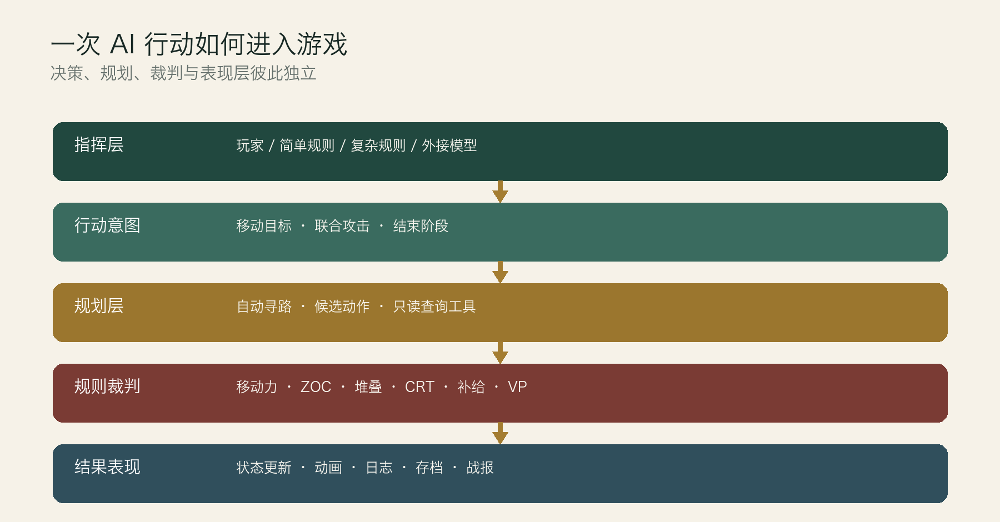 一次 AI 行动如何进入游戏
决策、规划、裁判与表现层彼此独立
指挥层 玩家 / 简单规则 / 复杂规则 / 外接模型
行动意图 移动目标 · 联合攻击 · 结束阶段
规划层 自动寻路 · 候选动作 · 只读查询工具
规则裁判 移动力 · ZOC · 堆叠 · CRT · 补给 · VP
结果表现 状态更新 · 动画 · 日志 · 存档 · 战报